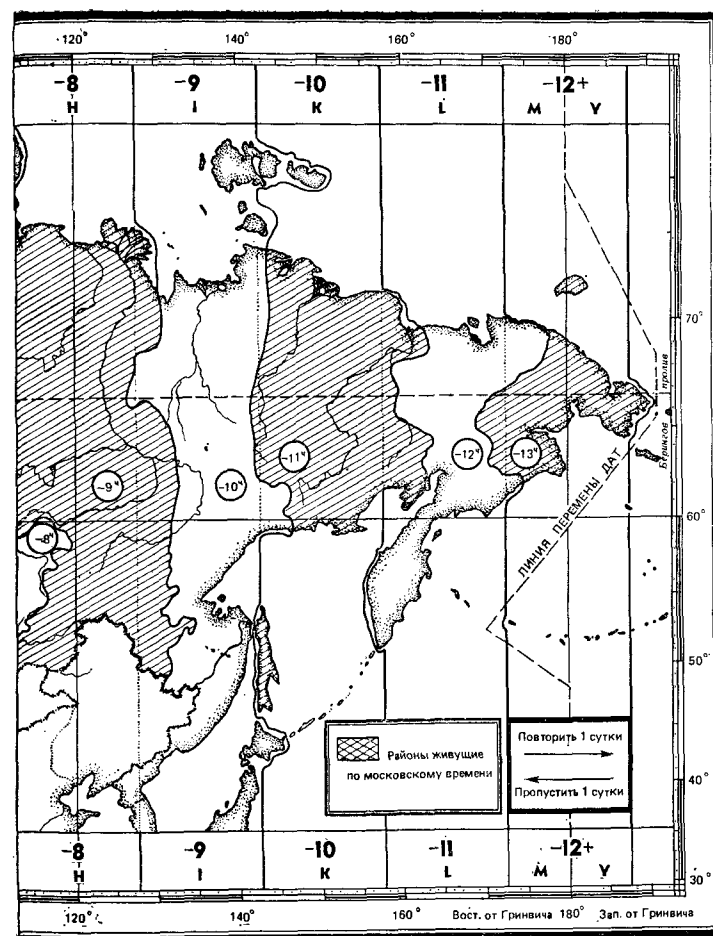 120° 140° 160° 180°
-8 -9 -10 -11 -12+
H I K L M Y
70°
Берингов пролив
-11ч -12ч -13ч
-9ч -10ч
-8ч
60°
ЛИНИЯ ПЕРЕМЕНЫ ДАТ
50°
Районы живущие
по московскому времени
Повторить 1 сутки
Пропустить 1 сутки
40°
-8 -9 -10 -11 -12+
H I K L M Y
30°
120° 140° 160° Вост. от Гринвича 180° Зап. от Гринвича